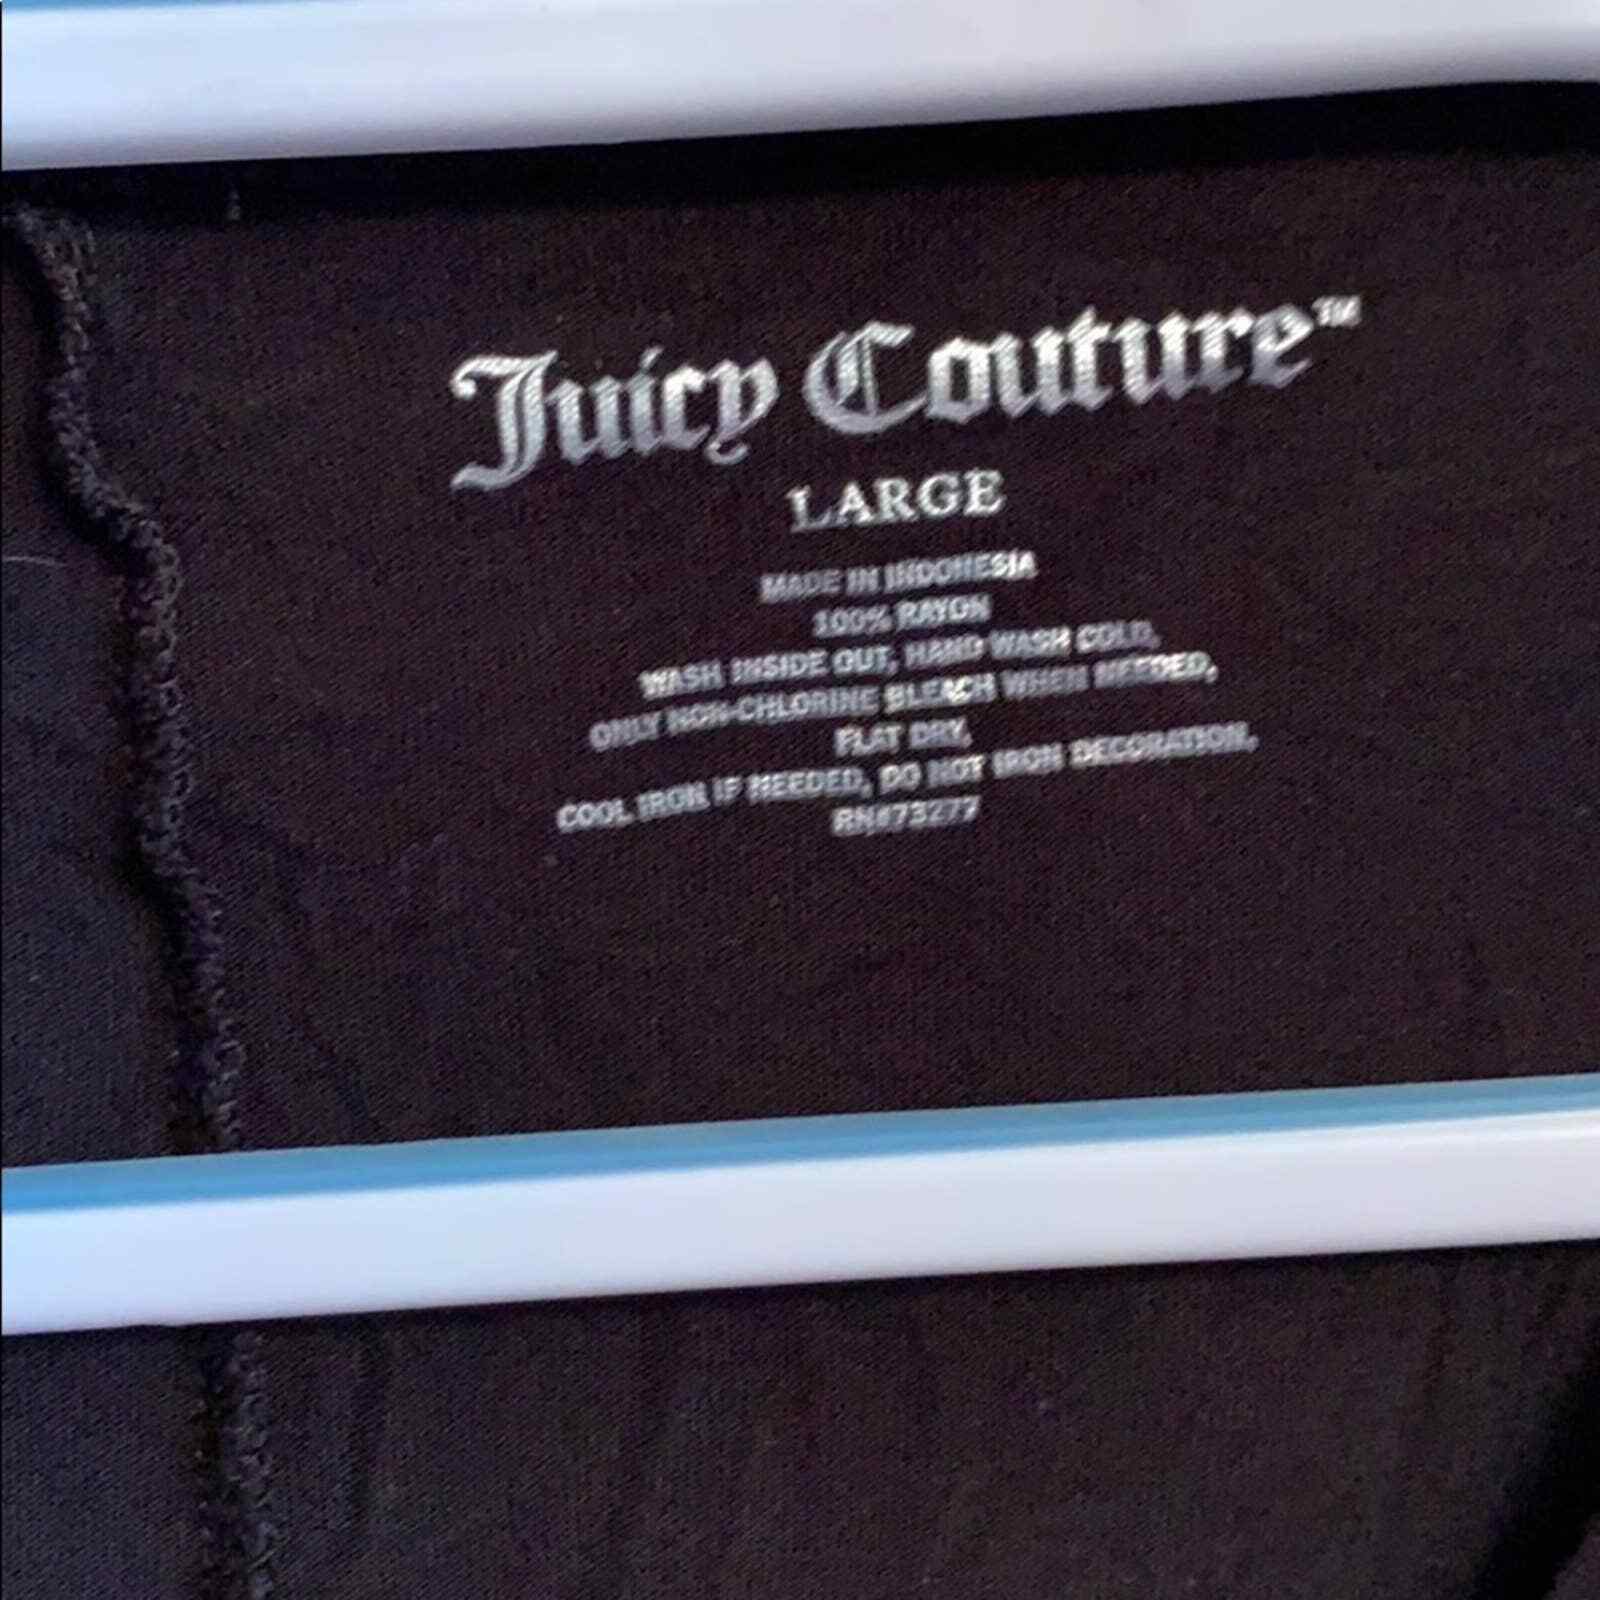 Juicy Couture™
LARGE
MADE IN INDONESIA
100% RAYON
WASH INSIDE OUT, HAND WASH COLD,
ONLY NON-CHLORINE BLEACH WHEN NEEDED,
FLAT DRY,
COOL IRON IF NEEDED, DO NOT IRON DECORATION.
RN#73277